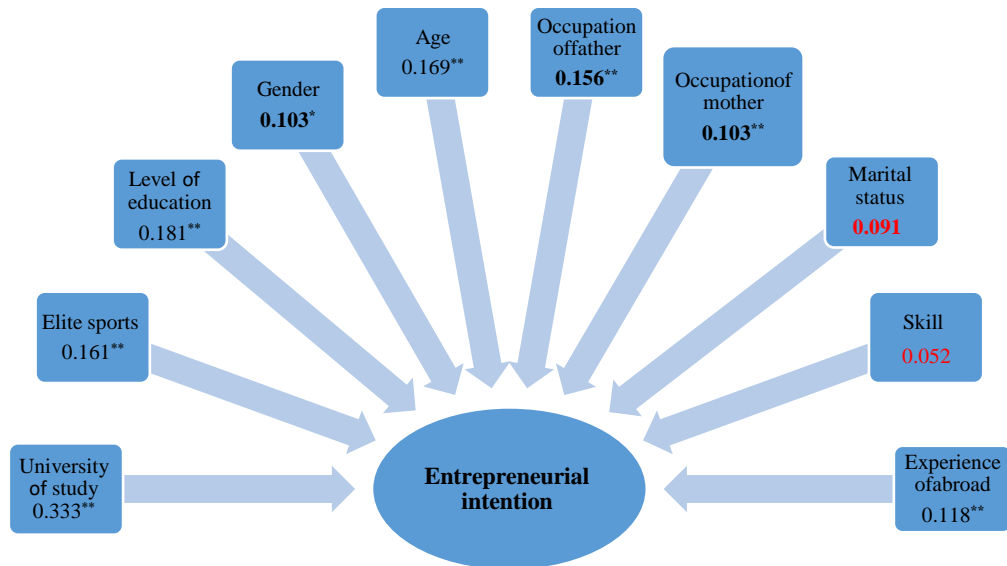 University
of study
0.333**
Elite sports
0.161**
Level of
education
0.181**
Gender
0.103*
Age
0.169**
Occupation
offather
0.156**
Occupationof
mother
0.103**
Marital
status
0.091
Skill
0.052
Experience
ofabroad
0.118**
Entrepreneurial
intention